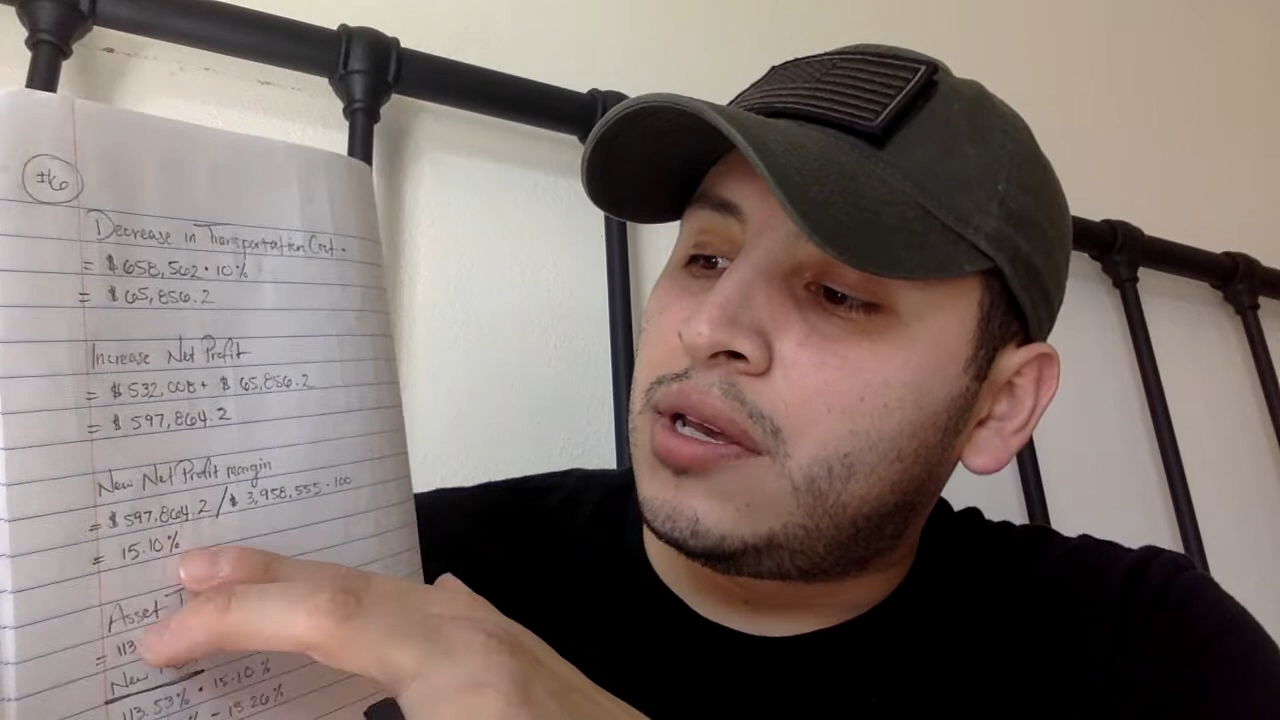 #6
Decrease in Transportation Cost.
= $658,562 · 10%
= $65,856.2
Increase Net Profit
= $532,008 + $65,856.2
= $597,864.2
New Net Profit margin
= $597,864.2 / $3,958,555 · 100
= 15.10%
Asset T
= 113
New
113.53% · 15.10%